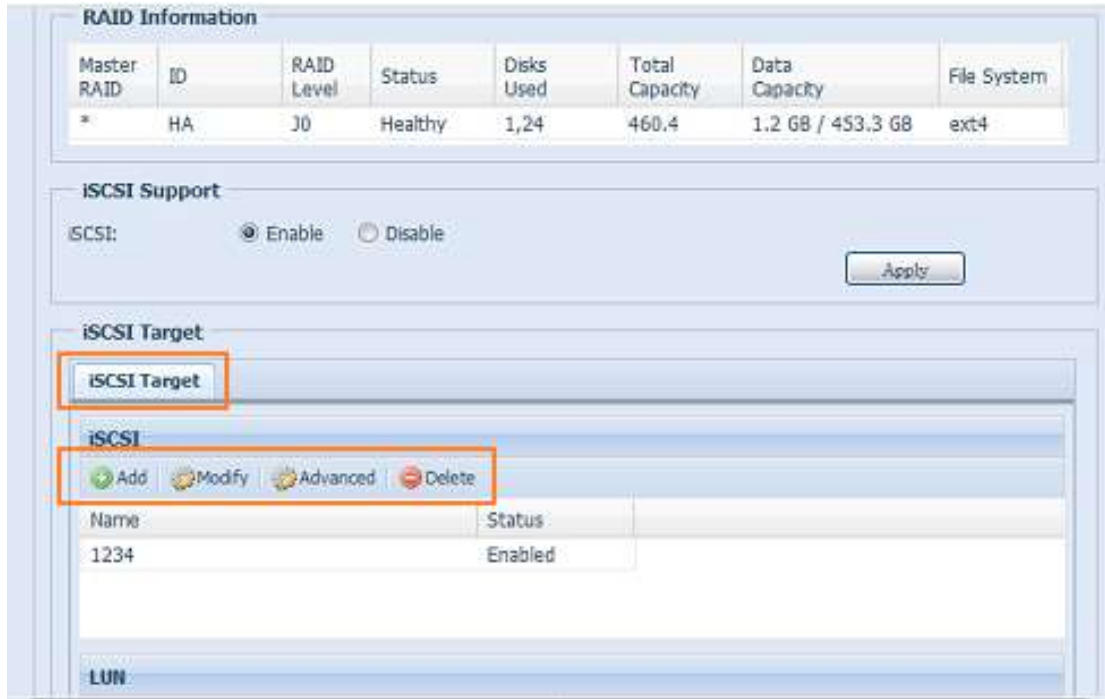 RAID Information
Master RAID ID RAID Level Status Disks Used Total Capacity Data Capacity File System
* HA J0 Healthy 1,24 460.4 1.2 GB / 453.3 GB ext4
iSCSI Support
iSCSI: Enable Disable
Apply
iSCSI Target
iSCSI Target
iSCSI
Add Modify Advanced Delete
Name Status
1234 Enabled
LUN